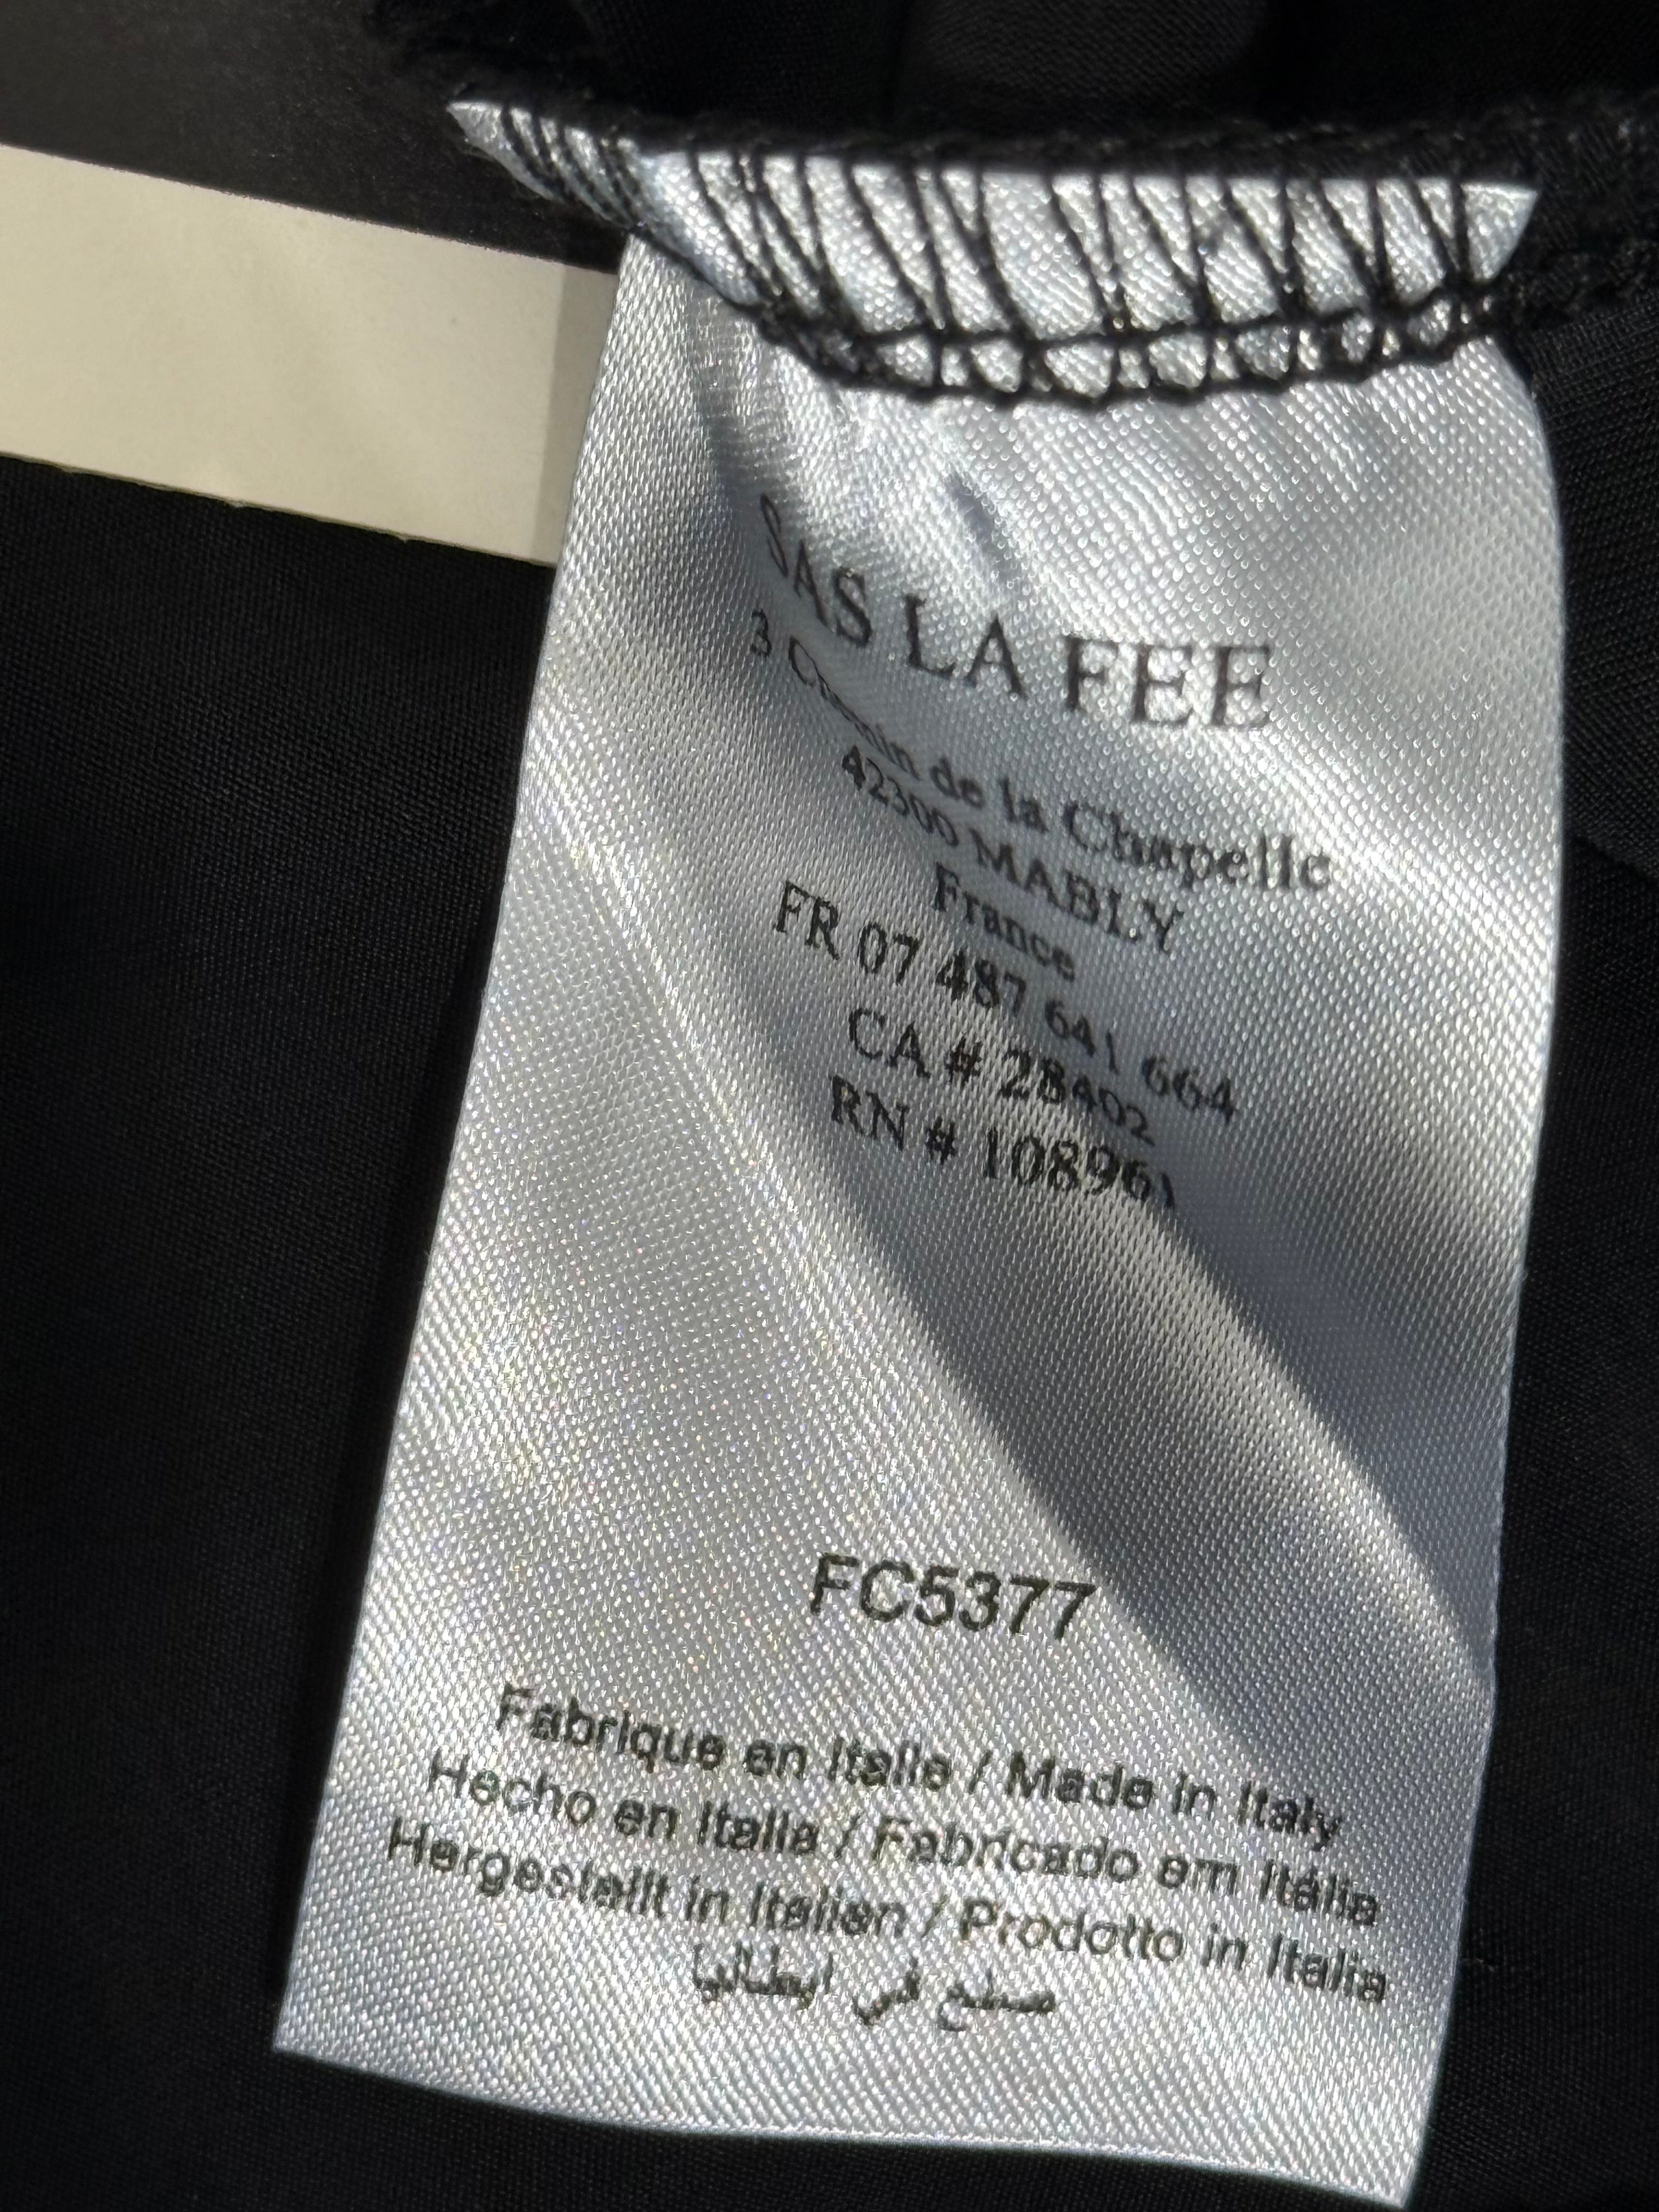 SAS LA FEE
3 Chemin de la Chapelle
42300 MABLY
France
FR 07 487 641 664
CA # 28402
RN # 108961
FC5377
Fabrique en Italie / Made in Italy
Hecho en Italia / Fabricado em Itália
Hergestellt in Italien / Prodotto in Italia
صطع في ايطاليا